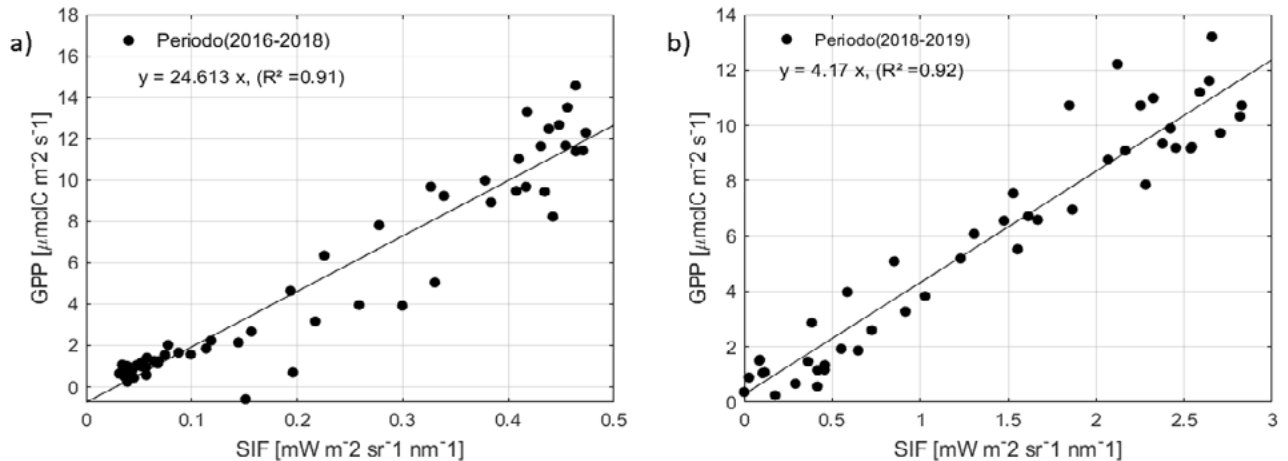 a)
18
16
14
12
10
8
6
4
2
0
GPP [μmolC m⁻2 s⁻1]
Periodo(2016-2018)
y = 24.613 x, (R² =0.91)
0 0.1 0.2 0.3 0.4 0.5
SIF [mW m⁻2 sr⁻1 nm⁻1]
b)
14
12
10
8
6
4
2
0
GPP [μmolC m⁻2 s⁻1]
Periodo(2018-2019)
y = 4.17 x, (R² =0.92)
0 0.5 1 1.5 2 2.5 3
SIF [mW m⁻2 sr⁻1 nm⁻1]